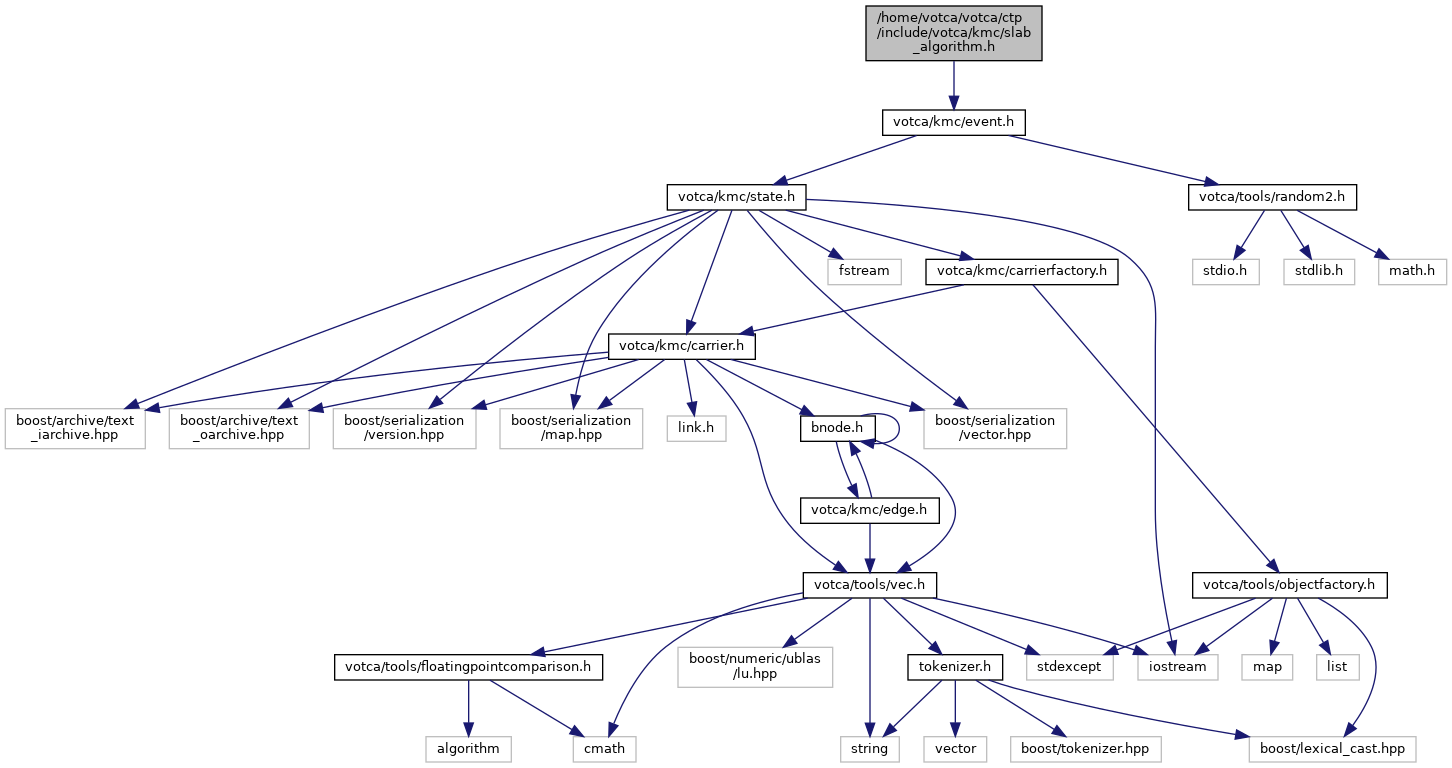 /home/votca/votca/ctp
/include/votca/kmc/slab
_algorithm.h
votca/kmc/event.h
votca/kmc/state.h
votca/tools/random2.h
fstream
votca/kmc/carrierfactory.h
stdio.h
stdlib.h
math.h
votca/kmc/carrier.h
boost/archive/text
_iarchive.hpp
boost/archive/text
_oarchive.hpp
boost/serialization
/version.hpp
boost/serialization
/map.hpp
link.h
bnode.h
boost/serialization
/vector.hpp
votca/kmc/edge.h
votca/tools/vec.h
votca/tools/objectfactory.h
votca/tools/floatingpointcomparison.h
boost/numeric/ublas
/lu.hpp
tokenizer.h
stdexcept
iostream
map
list
algorithm
cmath
string
vector
boost/tokenizer.hpp
boost/lexical_cast.hpp